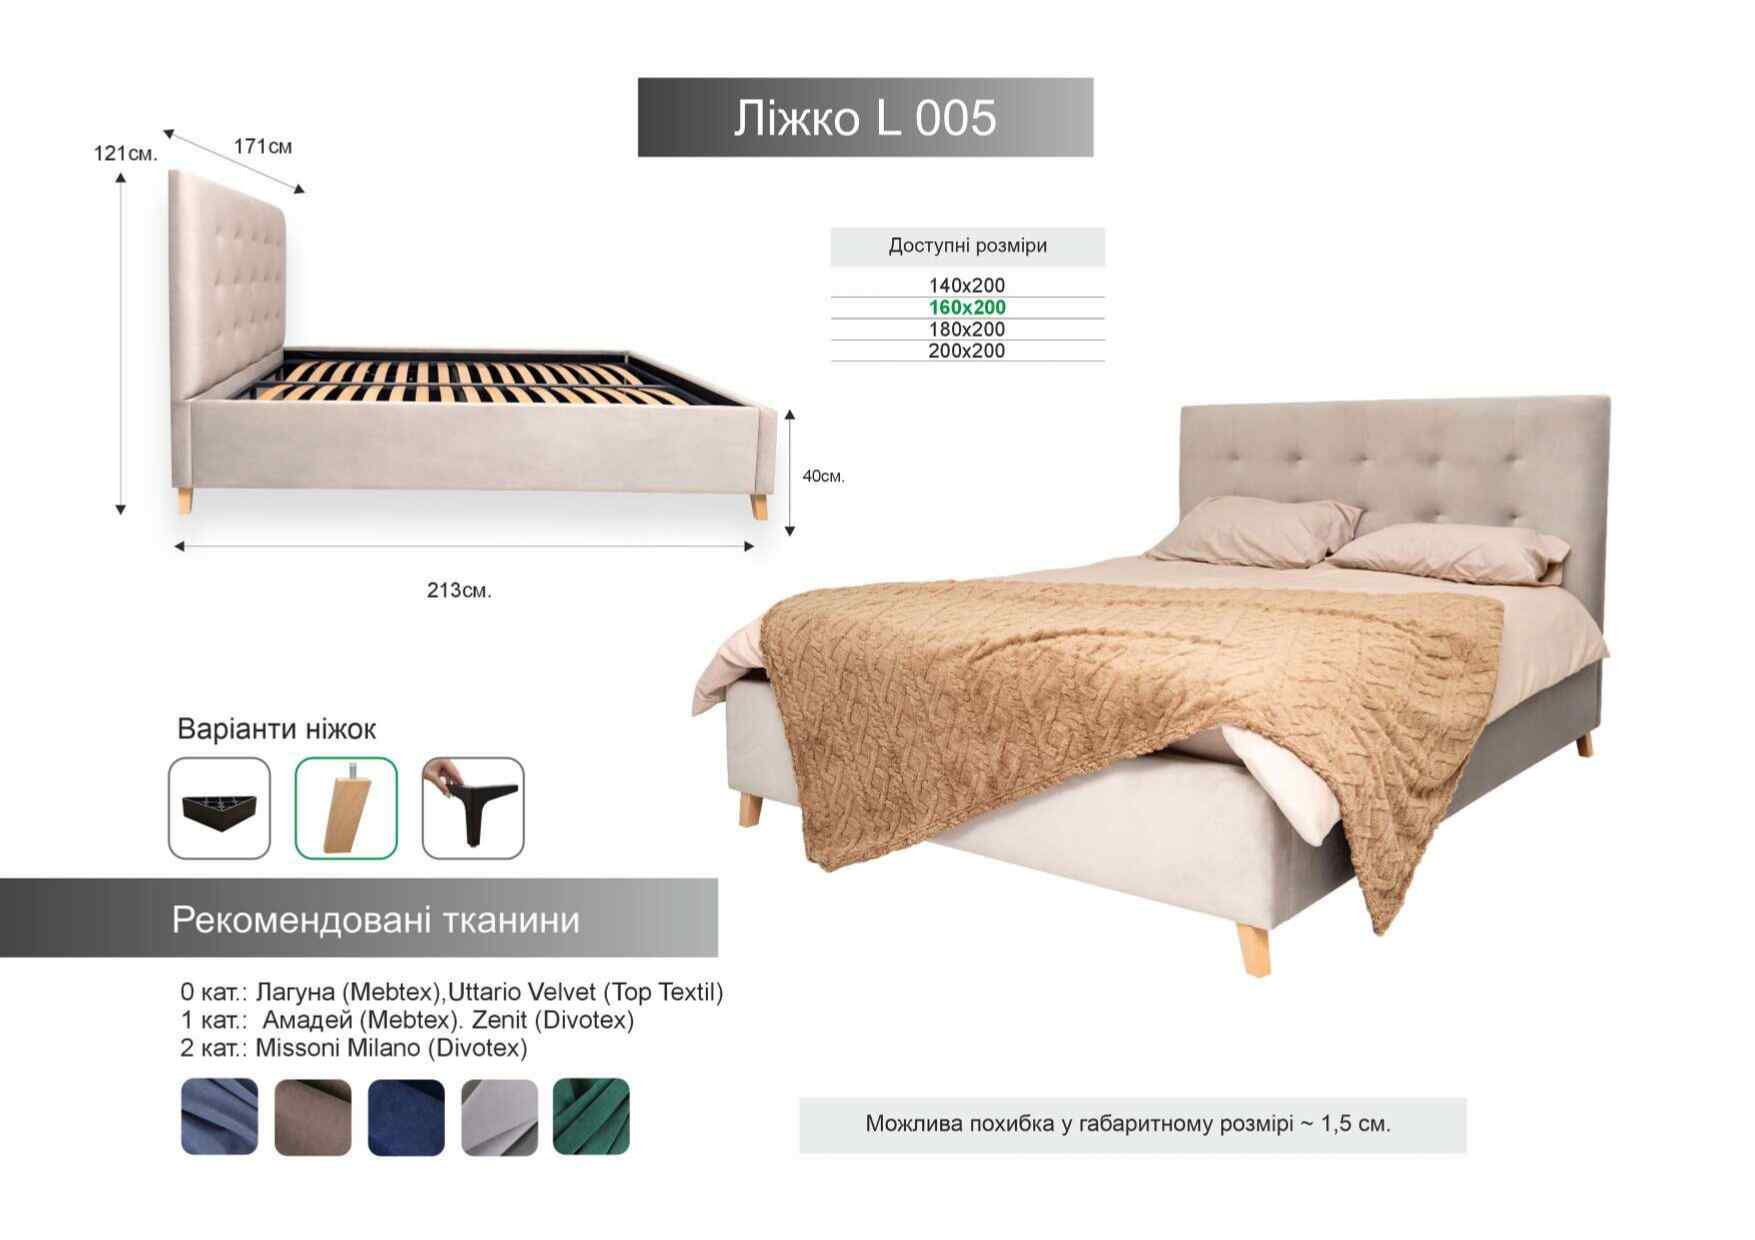 Ліжко L 005
121см.
171см
Доступні розміри
140x200
160x200
180x200
200x200
40см.
213см.
Варіанти ніжок
Рекомендовані тканини
0 кат.: Лагуна (Mebtex),Uttario Velvet (Top Textil)
1 кат.:  Амадей (Mebtex). Zenit (Divotex)
2 кат.: Missoni Milano (Divotex)
Можлива похибка у габаритному розмірі ~ 1,5 см.